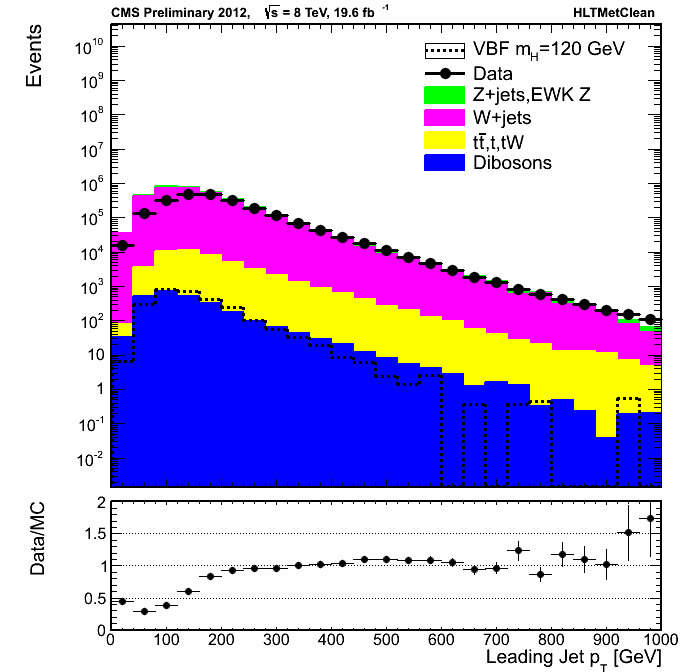 CMS Preliminary 2012, √s = 8 TeV, 19.6 fb⁻¹ HLTMetClean
Events
VBF m_H=120 GeV
Data
Z+jets,EWK Z
W+jets
tt̄,t,tW
Dibosons
10¹⁰
10⁹
10⁸
10⁷
10⁶
10⁵
10⁴
10³
10²
10
1
10⁻¹
10⁻²
Data/MC
2
1.5
1
0.5
0
0 100 200 300 400 500 600 700 800 900 1000
Leading Jet p_T [GeV]